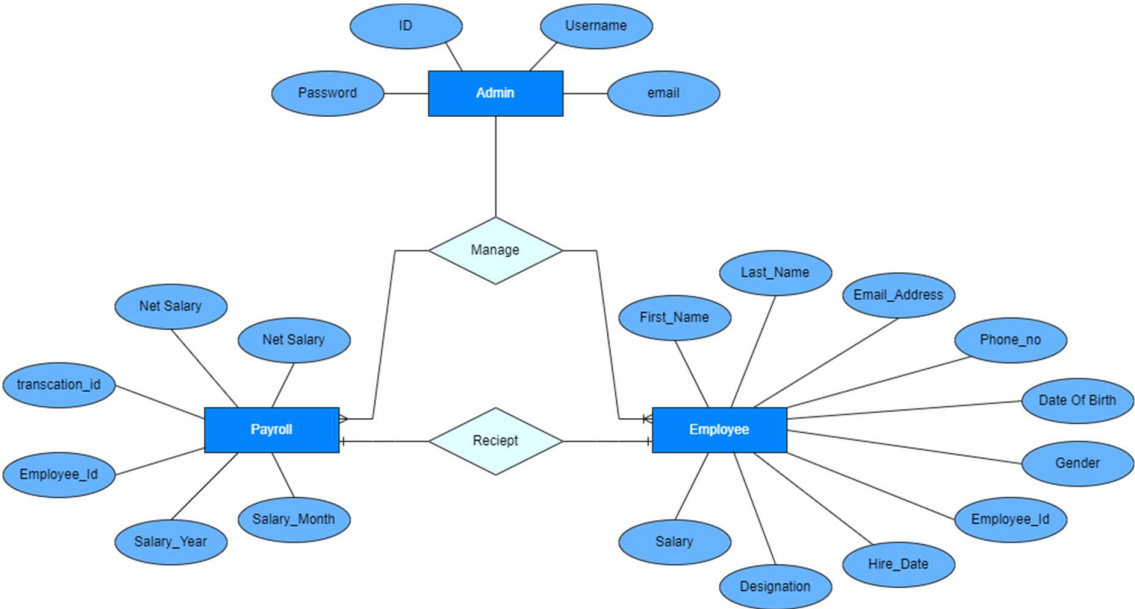 ID
Username
Password
Admin
email
Manage
Last_Name
Email_Address
Net Salary
First_Name
Net Salary
Phone_no
transcation_id
Date Of Birth
Payroll
Reciept
Employee
Gender
Employee_Id
Salary_Month
Employee_Id
Salary_Year
Salary
Hire_Date
Designation